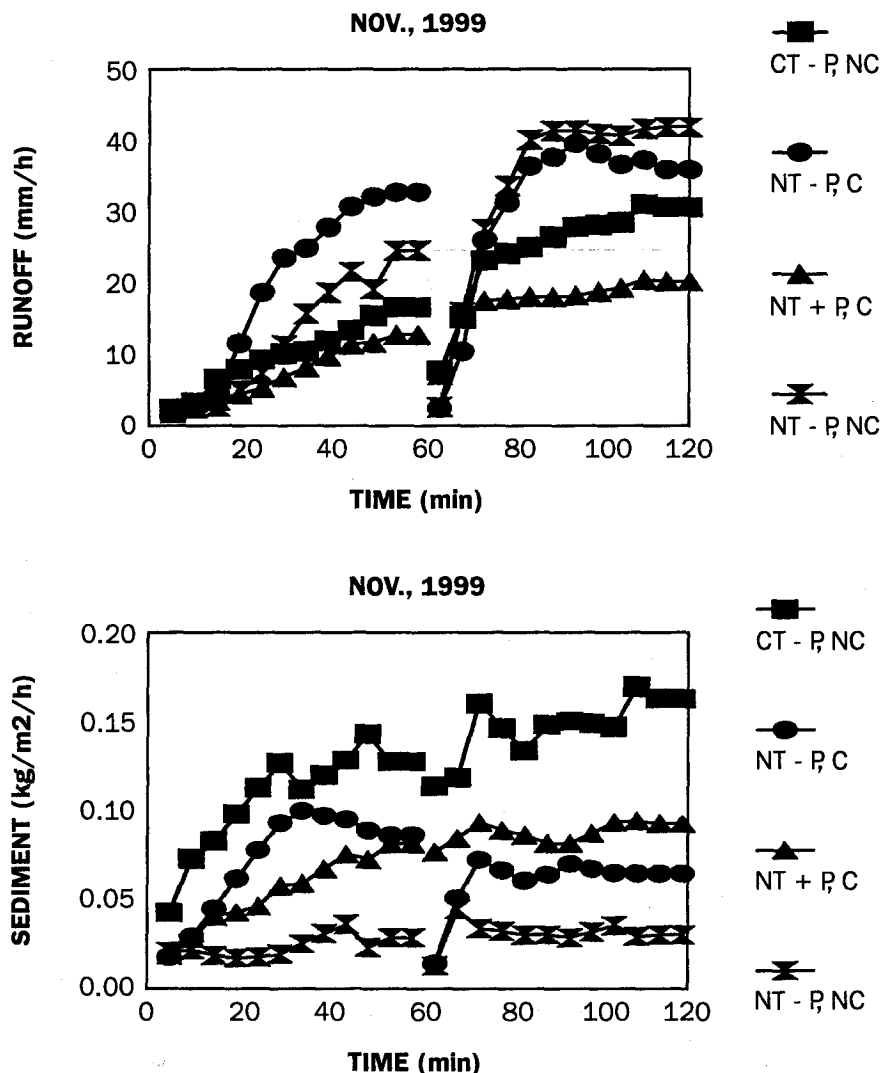 NOV., 1999
RUNOFF (mm/h)
50
40
30
20
10
0
0 20 40 60 80 100 120
TIME (min)
CT - P, NC
NT - P, C
NT + P, C
NT - P, NC
NOV., 1999
SEDIMENT (kg/m2/h)
0.20
0.15
0.10
0.05
0.00
0 20 40 60 80 100 120
TIME (min)
CT - P, NC
NT - P, C
NT + P, C
NT - P, NC